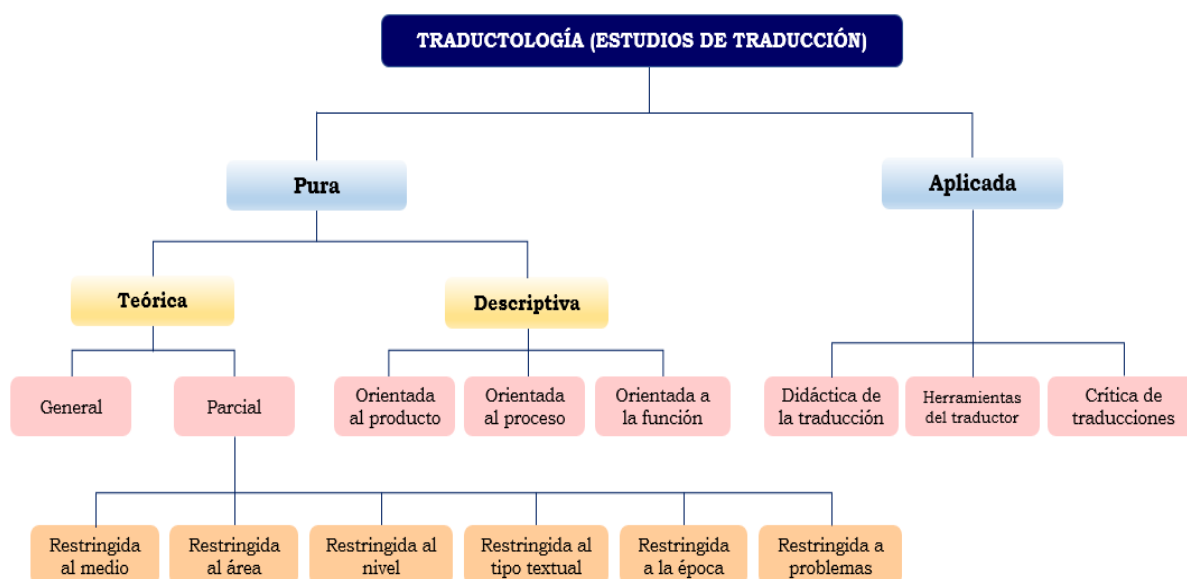 TRADUCTOLOGÍA (ESTUDIOS DE TRADUCCIÓN)
Pura
Aplicada
Teórica
Descriptiva
General
Parcial
Orientada
al producto
Orientada
al proceso
Orientada a
la función
Didáctica de
la traducción
Herramientas
del traductor
Crítica de
traducciones
Restringida
al medio
Restringida
al área
Restringida al
nivel
Restringida al
tipo textual
Restringida
a la época
Restringida a
problemas